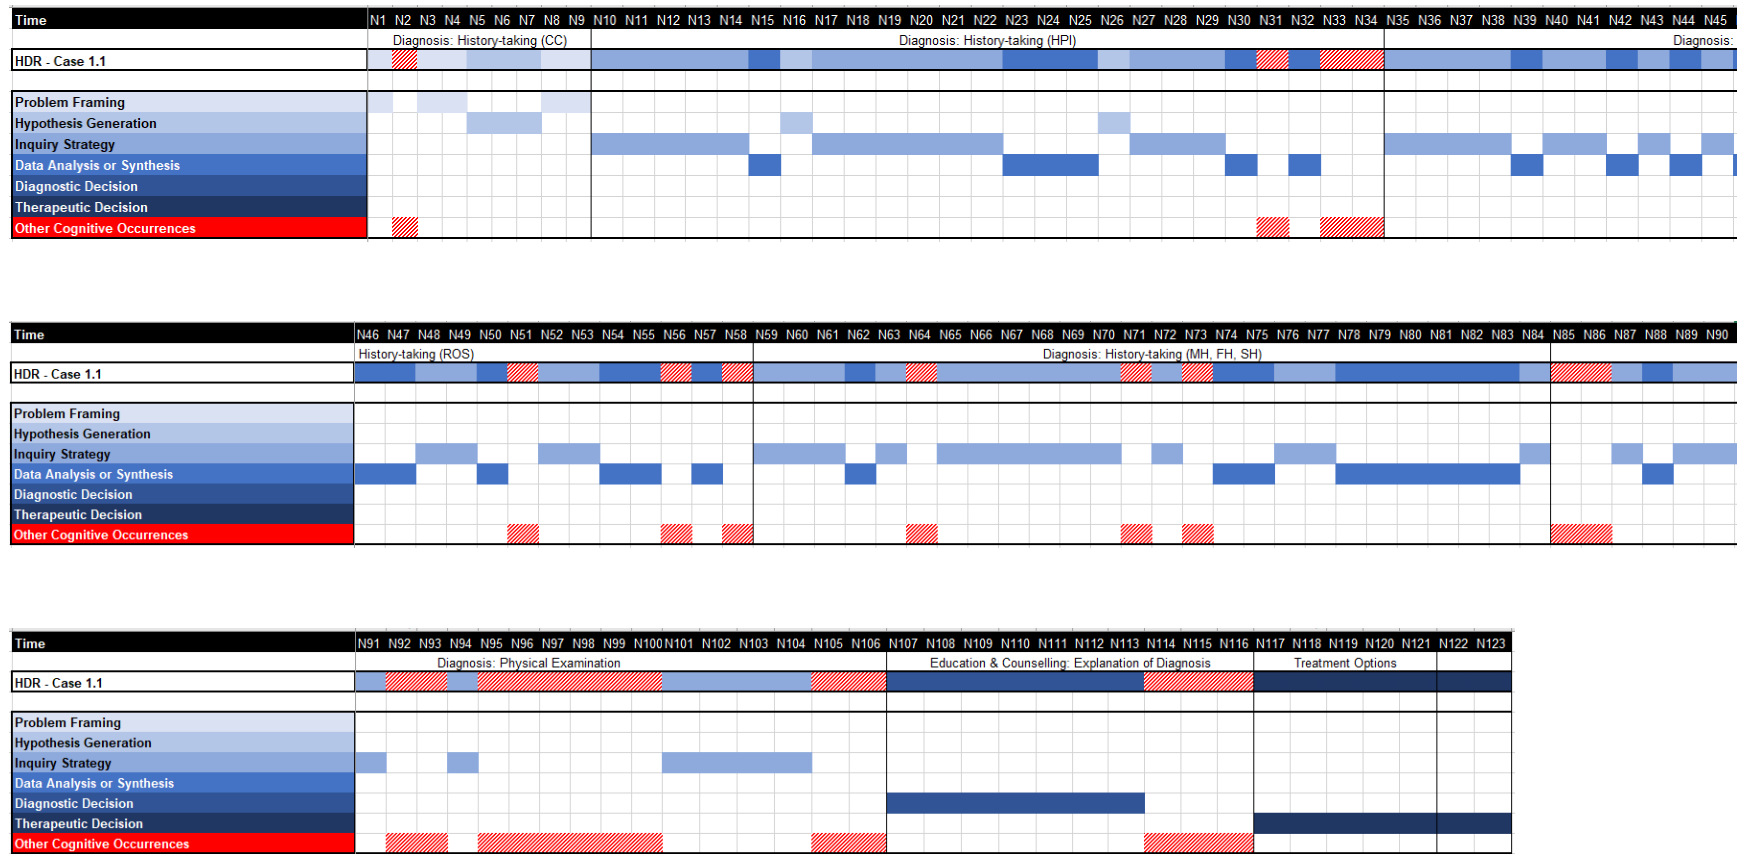 Time N1 N2 N3 N4 N5 N6 N7 N8 N9 N10 N11 N12 N13 N14 N15 N16 N17 N18 N19 N20 N21 N22 N23 N24 N25 N26 N27 N28 N29 N30 N31 N32 N33 N34 N35 N36 N37 N38 N39 N40 N41 N42 N43 N44 N45
Diagnosis: History-taking (CC) Diagnosis: History-taking (HPI) Diagnosis:
HDR - Case 1.1
Problem Framing
Hypothesis Generation
Inquiry Strategy
Data Analysis or Synthesis
Diagnostic Decision
Therapeutic Decision
Other Cognitive Occurrences
Time N46 N47 N48 N49 N50 N51 N52 N53 N54 N55 N56 N57 N58 N59 N60 N61 N62 N63 N64 N65 N66 N67 N68 N69 N70 N71 N72 N73 N74 N75 N76 N77 N78 N79 N80 N81 N82 N83 N84 N85 N86 N87 N88 N89 N90
History-taking (ROS) Diagnosis: History-taking (MH, FH, SH)
HDR - Case 1.1
Problem Framing
Hypothesis Generation
Inquiry Strategy
Data Analysis or Synthesis
Diagnostic Decision
Therapeutic Decision
Other Cognitive Occurrences
Time N91 N92 N93 N94 N95 N96 N97 N98 N99 N100 N101 N102 N103 N104 N105 N106 N107 N108 N109 N110 N111 N112 N113 N114 N115 N116 N117 N118 N119 N120 N121 N122 N123
Diagnosis: Physical Examination Education & Counselling: Explanation of Diagnosis Treatment Options
HDR - Case 1.1
Problem Framing
Hypothesis Generation
Inquiry Strategy
Data Analysis or Synthesis
Diagnostic Decision
Therapeutic Decision
Other Cognitive Occurrences